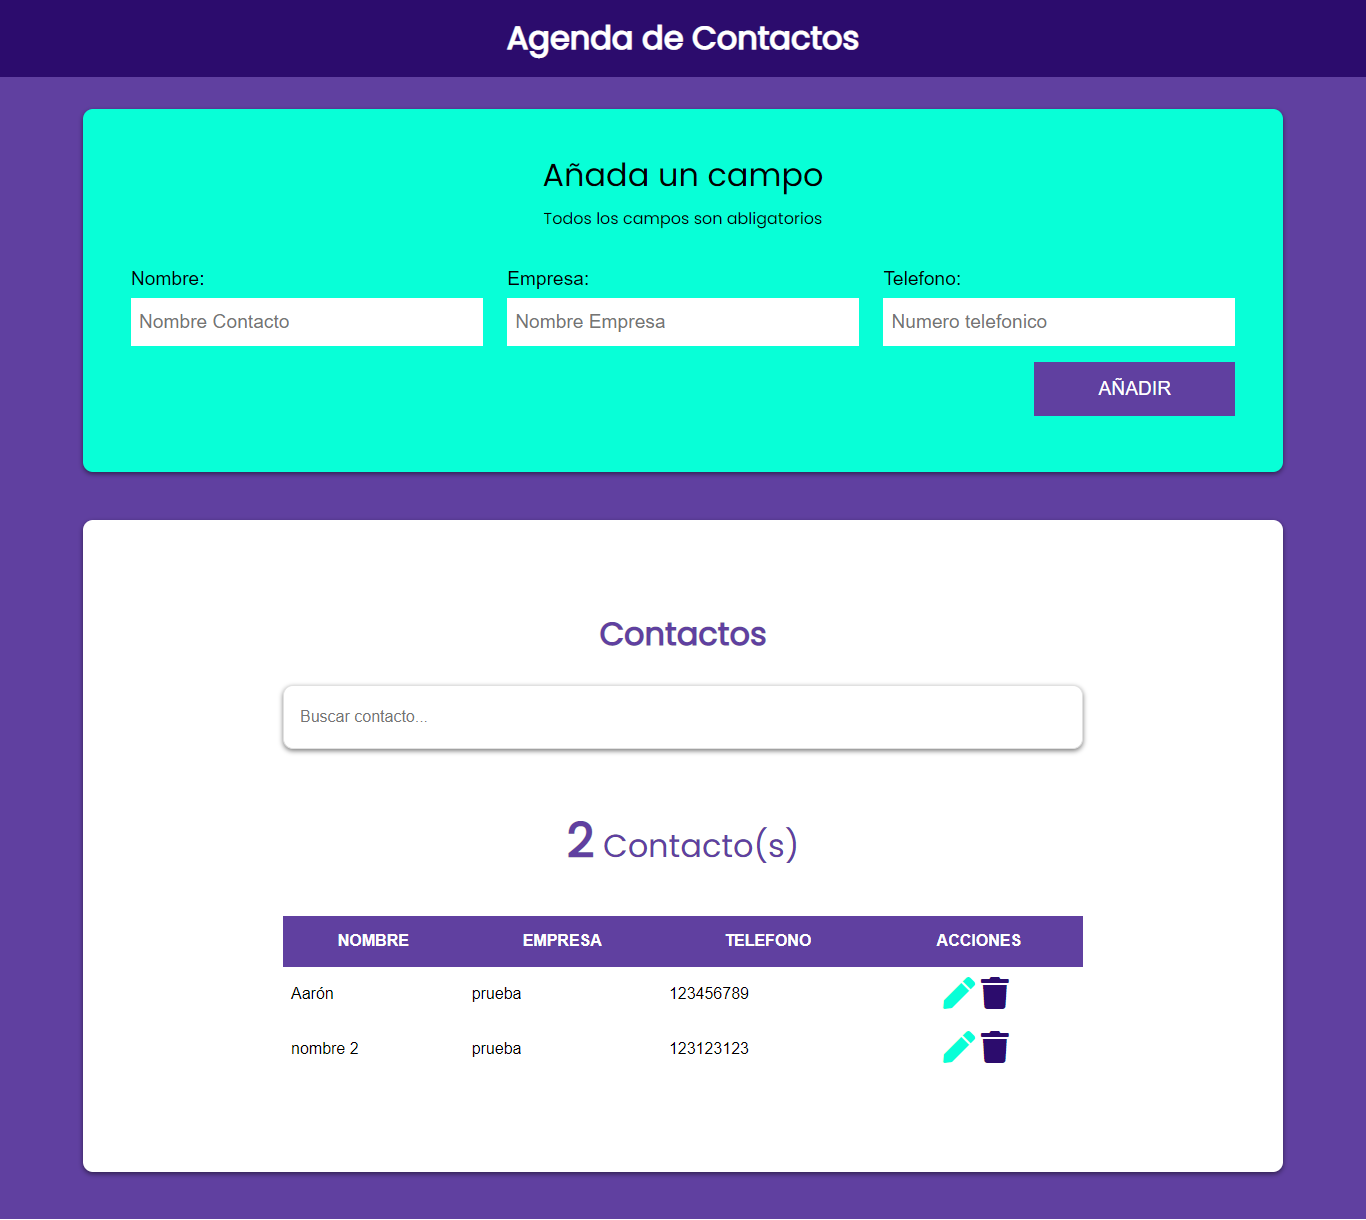 Agenda de Contactos
Añada un campo
Todos los campos son abligatorios
Nombre: Empresa: Telefono:
Nombre Contacto Nombre Empresa Numero telefonico
AÑADIR
Contactos
Buscar contacto...
2 Contacto(s)
NOMBRE EMPRESA TELEFONO ACCIONES
Aarón prueba 123456789
nombre 2 prueba 123123123